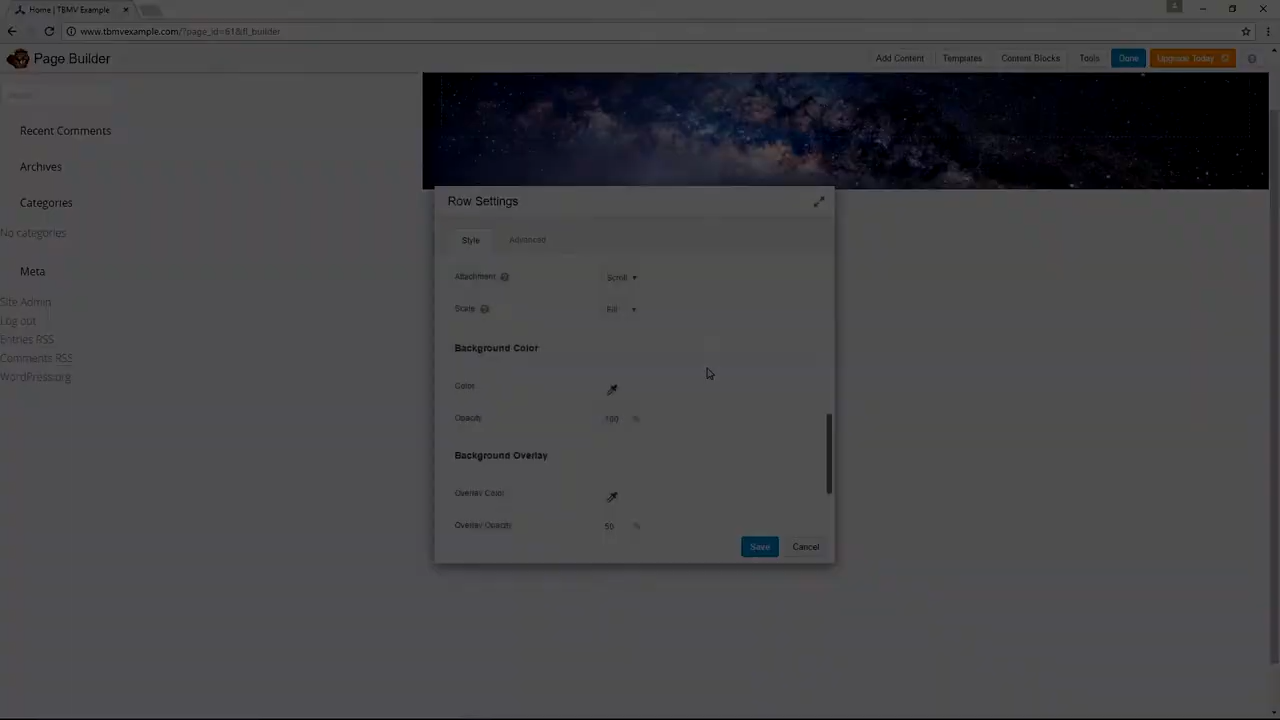 Home | TBMV Example
www.tbmvexample.com/?page_id=61&fl_builder
Page Builder
Add Content
Templates
Content Blocks
Tools
Done
Upgrade Today
Recent Comments
Archives
Categories
No categories
Meta
Site Admin
Log out
Entries RSS
Comments RSS
WordPress.org
Row Settings
Style
Advanced
Attachment
Scroll
Scale
Fill
Background Color
Color
Opacity
100 %
Background Overlay
Overlay Color
Overlay Opacity
50 %
Save
Cancel